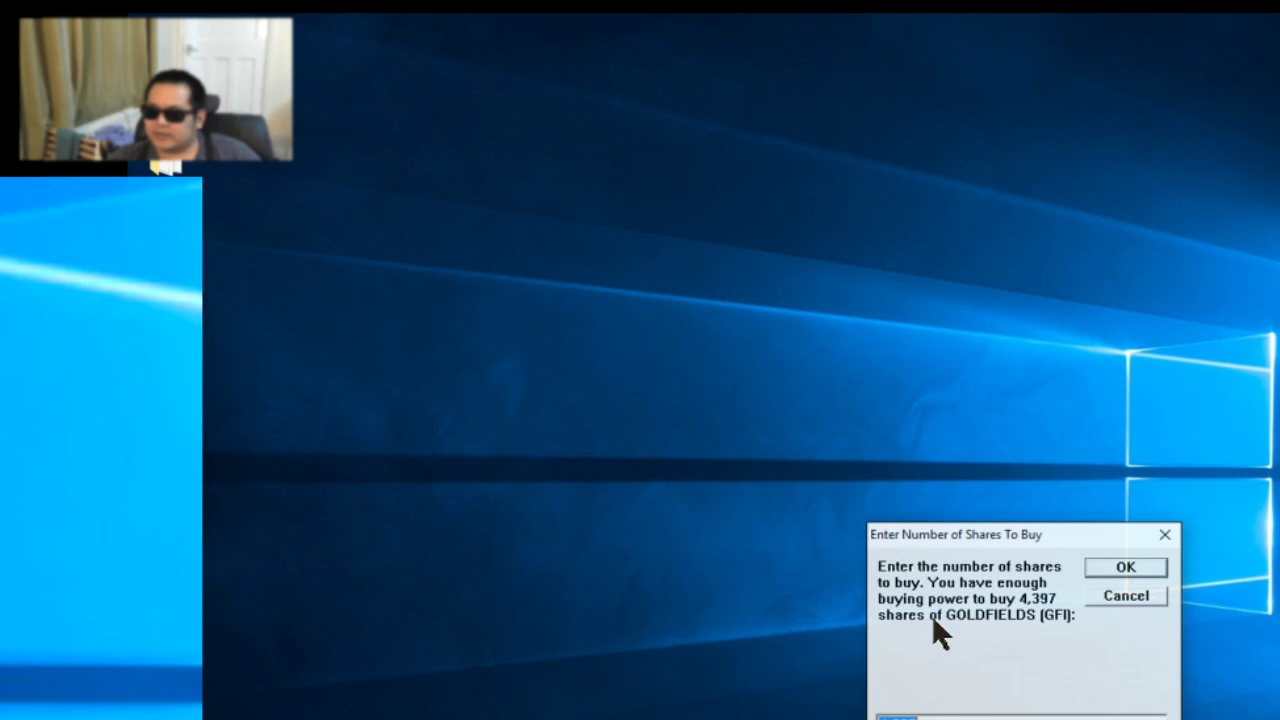 Enter Number of Shares To Buy
Enter the number of shares
to buy. You have enough
buying power to buy 4,397
shares of GOLDFIELDS (GFI):
OK
Cancel